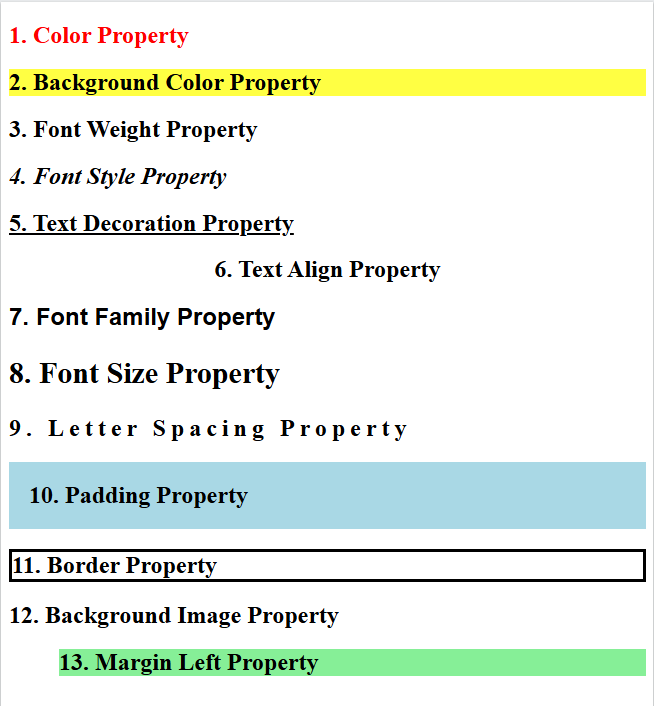 1. Color Property
2. Background Color Property
3. Font Weight Property
4. Font Style Property
5. Text Decoration Property
6. Text Align Property
7. Font Family Property
8. Font Size Property
9. Letter Spacing Property
10. Padding Property
11. Border Property
12. Background Image Property
13. Margin Left Property